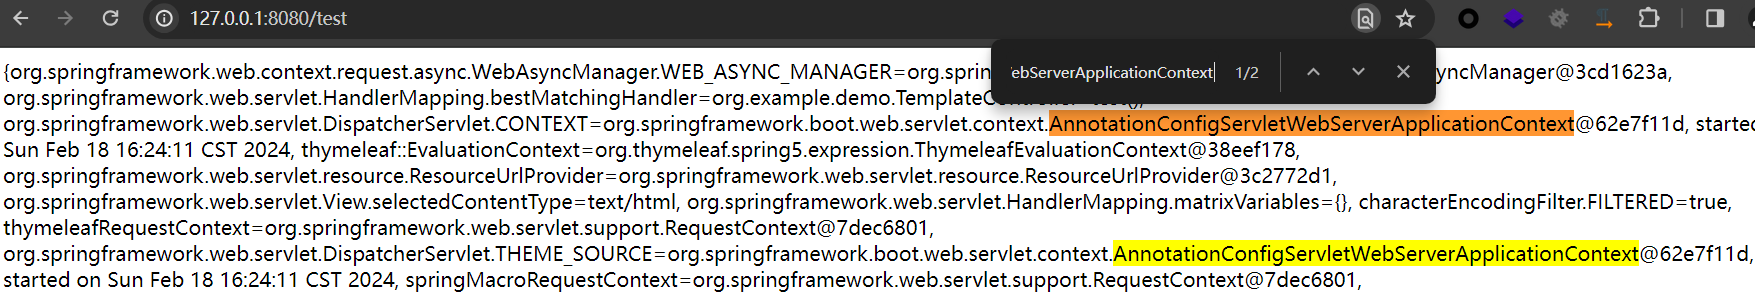 127.0.0.1:8080/test
ebServerApplicationContext 1/2
{org.springframework.web.context.request.async.WebAsyncManager.WEB_ASYNC_MANAGER=org.sprin yncManager@3cd1623a,
org.springframework.web.servlet.HandlerMapping.bestMatchingHandler=org.example.demo.
org.springframework.web.servlet.DispatcherServlet.CONTEXT=org.springframework.boot.web.servlet.context.AnnotationConfigServletWebServerApplicationContext@62e7f11d, started
Sun Feb 18 16:24:11 CST 2024, thymeleaf::EvaluationContext=org.thymeleaf.spring5.expression.ThymeleafEvaluationContext@38eef178,
org.springframework.web.servlet.resource.ResourceUrlProvider=org.springframework.web.servlet.resource.ResourceUrlProvider@3c2772d1,
org.springframework.web.servlet.View.selectedContentType=text/html, org.springframework.web.servlet.HandlerMapping.matrixVariables={}, characterEncodingFilter.FILTERED=true,
thymeleafRequestContext=org.springframework.web.servlet.support.RequestContext@7dec6801,
org.springframework.web.servlet.DispatcherServlet.THEME_SOURCE=org.springframework.boot.web.servlet.context.AnnotationConfigServletWebServerApplicationContext@62e7f11d,
started on Sun Feb 18 16:24:11 CST 2024, springMacroRequestContext=org.springframework.web.servlet.support.RequestContext@7dec6801,